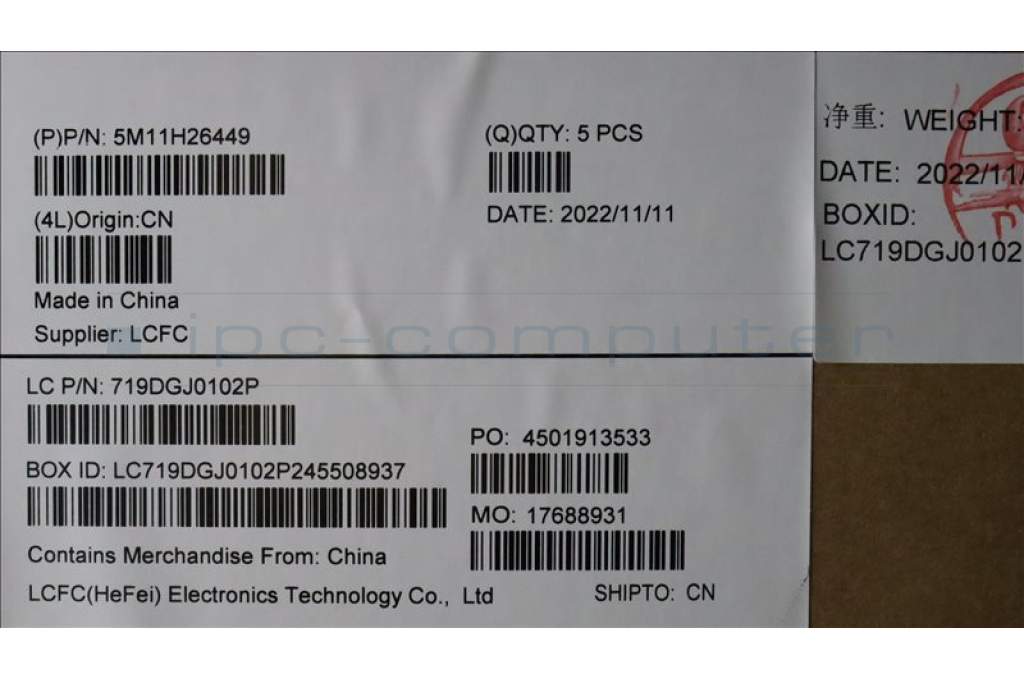 (P)P/N: 5M11H26449
(Q)QTY: 5 PCS
(4L)Origin:CN
DATE: 2022/11/11
Made in China
Supplier: LCFC
净重: WEIGHT:
DATE: 2022/11/
BOXID:
LC719DGJ0102
ipc-computer
LC P/N: 719DGJ0102P
PO: 4501913533
BOX ID: LC719DGJ0102P245508937
MO: 17688931
Contains Merchandise From: China
LCFC(HeFei) Electronics Technology Co., Ltd
SHIPTO: CN